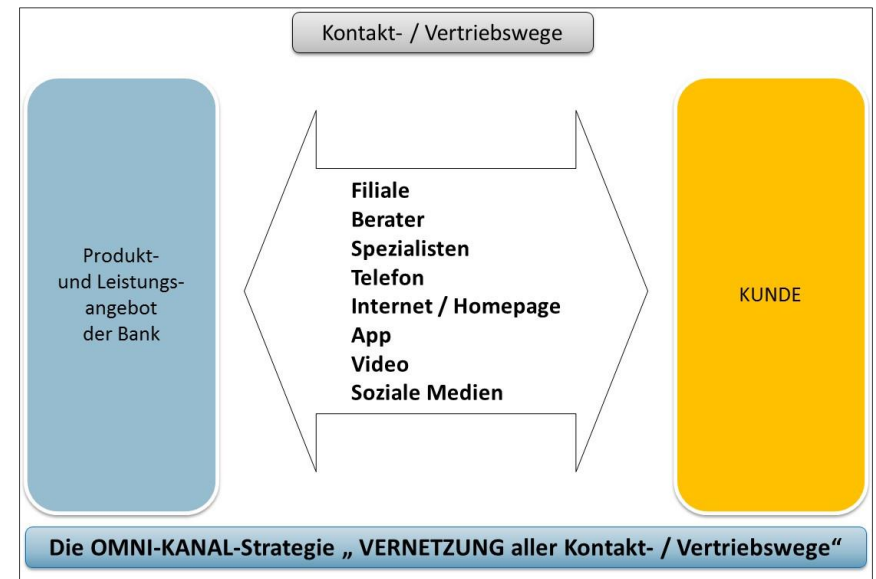 Kontakt- / Vertriebswege
Produkt-
und Leistungs-
angebot
der Bank
Filiale
Berater
Spezialisten
Telefon
Internet / Homepage
App
Video
Soziale Medien
KUNDE
Die OMNI-KANAL-Strategie „ VERNETZUNG aller Kontakt- / Vertriebswege“